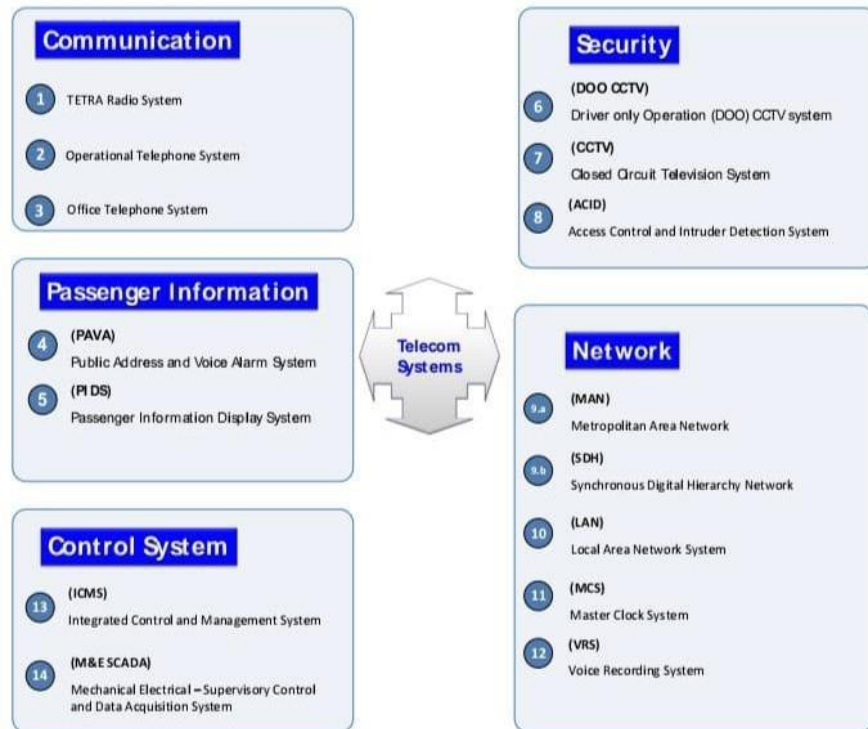 Communication
1 TETRA Radio System
2 Operational Telephone System
3 Office Telephone System
Passenger Information
4 (PAVA)
Public Address and Voice Alarm System
5 (PIDS)
Passenger Information Display System
Control System
13 (ICMS)
Integrated Control and Management System
14 (M&E SCADA)
Mechanical Electrical – Supervisory Control
and Data Acquisition System
Telecom
Systems
Security
6 (DOO CCTV)
Driver only Operation (DOO) CCTV system
7 (CCTV)
Closed Circuit Television System
8 (ACID)
Access Control and Intruder Detection System
Network
9.a (MAN)
Metropolitan Area Network
9.b (SDH)
Synchronous Digital Hierarchy Network
10 (LAN)
Local Area Network System
11 (MCS)
Master Clock System
12 (VRS)
Voice Recording System